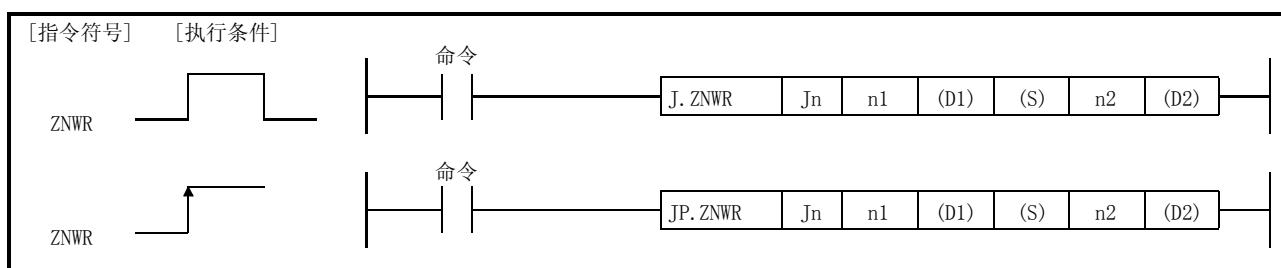 [指令符号] [执行条件]
命令
J.ZNWR Jn n1 (D1) (S) n2 (D2)
ZNWR
命令
JP.ZNWR Jn n1 (D1) (S) n2 (D2)
ZNWR